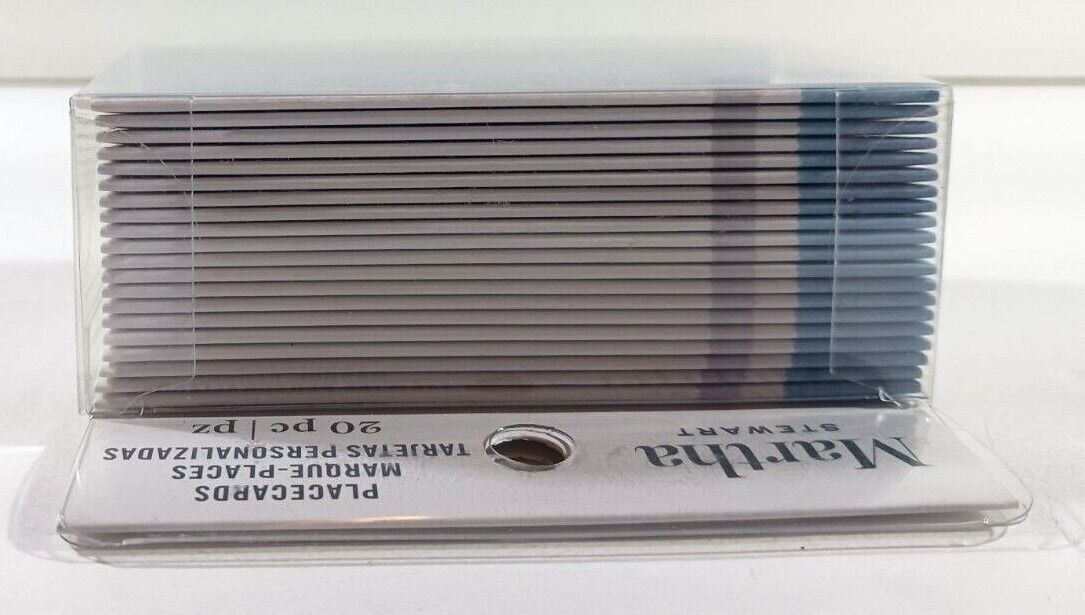 Martha
STEWART
PLACECARDS
MARQUE-PLACES
TARJETAS PERSONALIZADAS
20 pc | pz